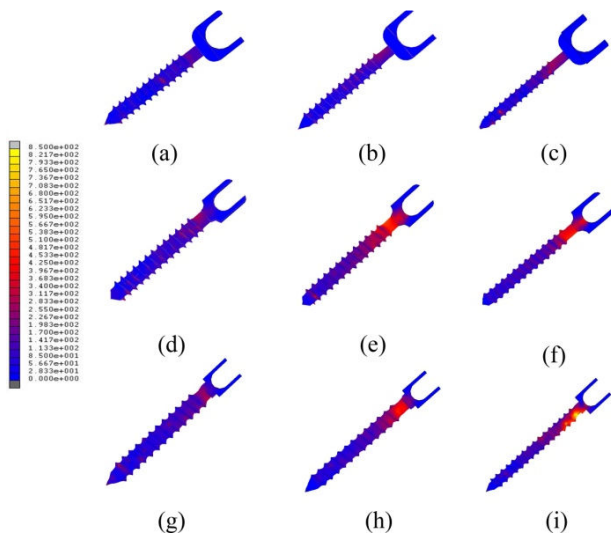 (a)
(b)
(c)
8.500e+002
8.217e+002
7.933e+002
7.650e+002
7.367e+002
7.083e+002
6.800e+002
6.517e+002
6.233e+002
5.950e+002
5.667e+002
5.383e+002
5.100e+002
4.817e+002
4.533e+002
4.250e+002
3.967e+002
3.683e+002
3.400e+002
3.117e+002
2.833e+002
2.550e+002
2.267e+002
1.983e+002
1.700e+002
1.417e+002
1.133e+002
8.500e+001
5.667e+001
2.833e+001
0.000e+000
(d)
(e)
(f)
(g)
(h)
(i)